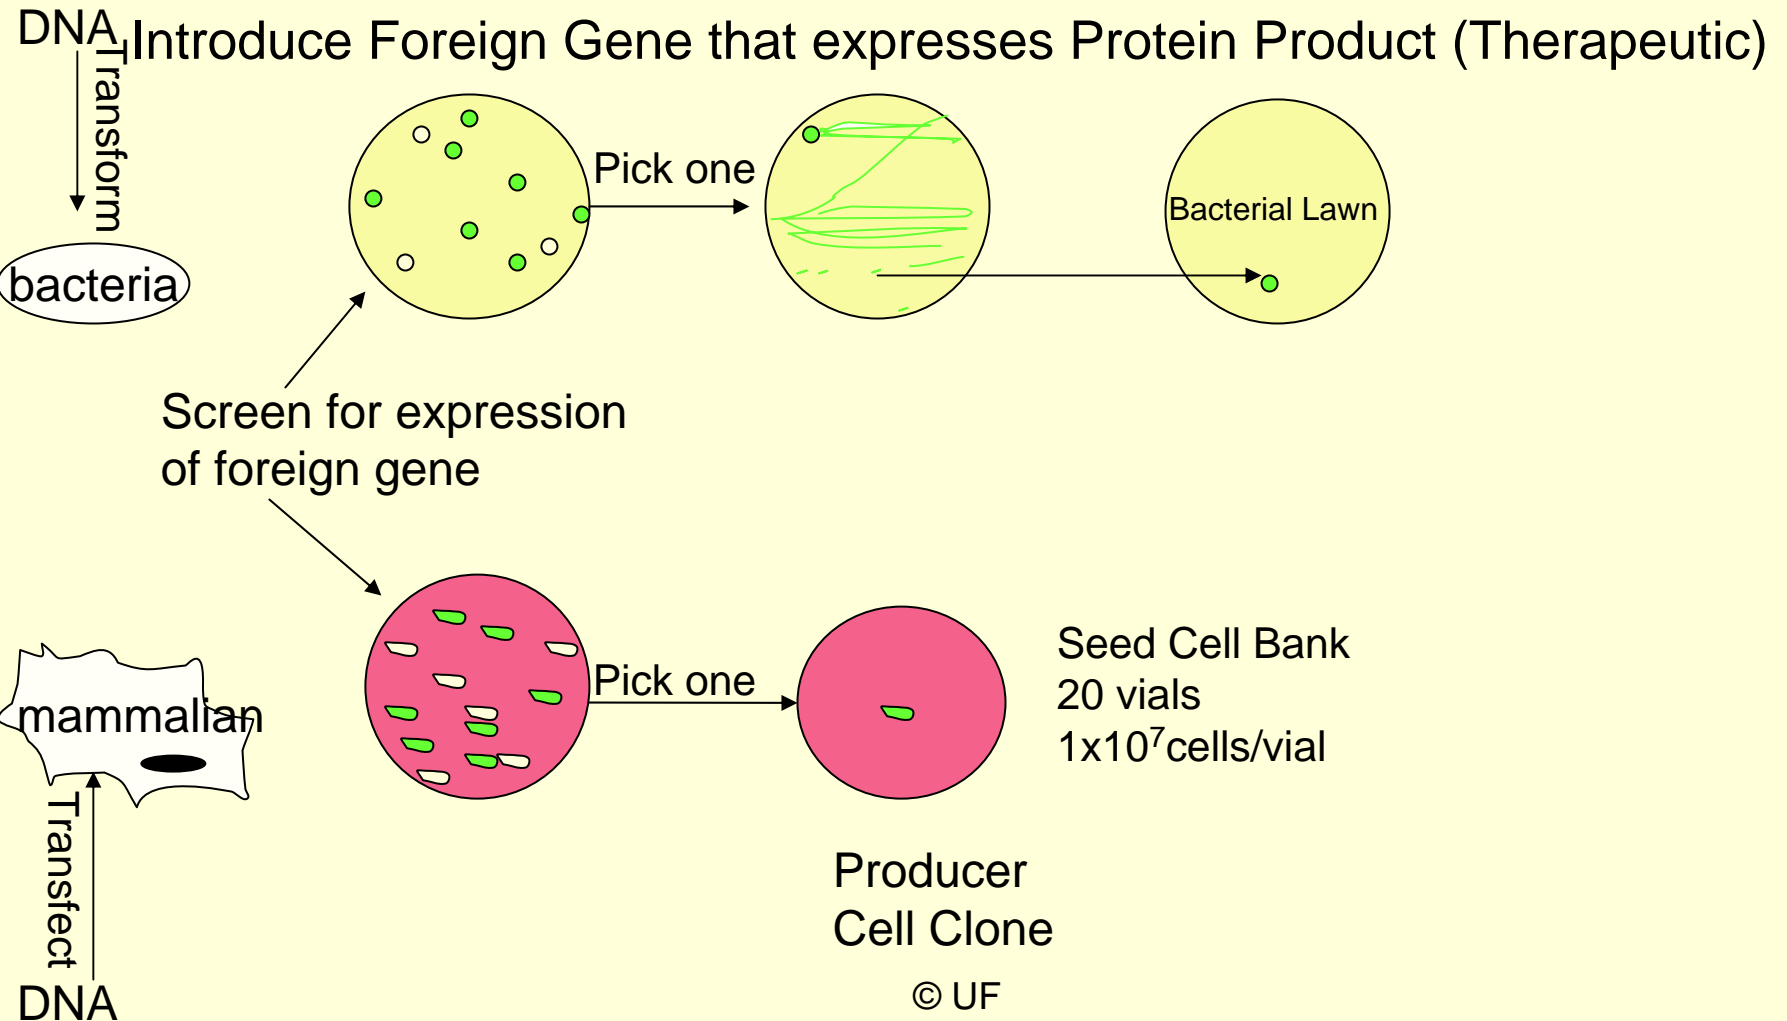 DNA
Introduce Foreign Gene that expresses Protein Product (Therapeutic)
Transform
bacteria
Pick one
Bacterial Lawn
Screen for expression
of foreign gene
mammalian
Pick one
Seed Cell Bank
20 vials
1x10⁷cells/vial
Transfect
DNA
Producer
Cell Clone
© UF